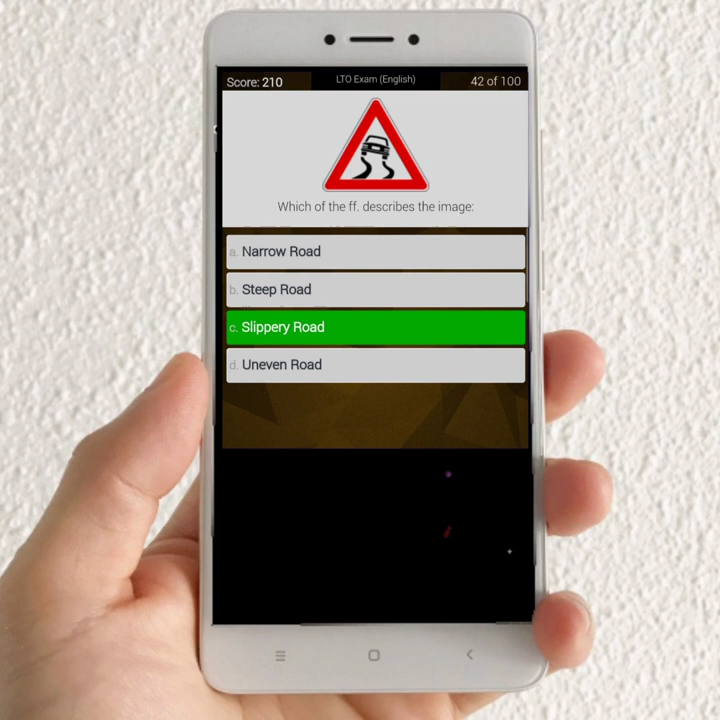 Score: 210
LTO Exam (English)
42 of 100
Which of the ff. describes the image:
a. Narrow Road
b. Steep Road
c. Slippery Road
d. Uneven Road